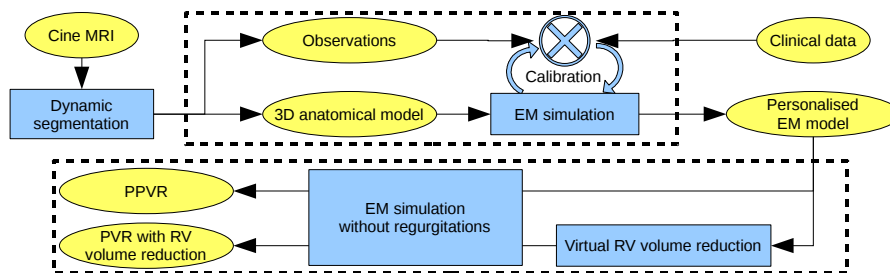 Cine MRI
Observations
Clinical data
Calibration
Dynamic
segmentation
3D anatomical model
EM simulation
Personalised
EM model
PPVR
EM simulation
without regurgitations
PVR with RV
volume reduction
Virtual RV volume reduction